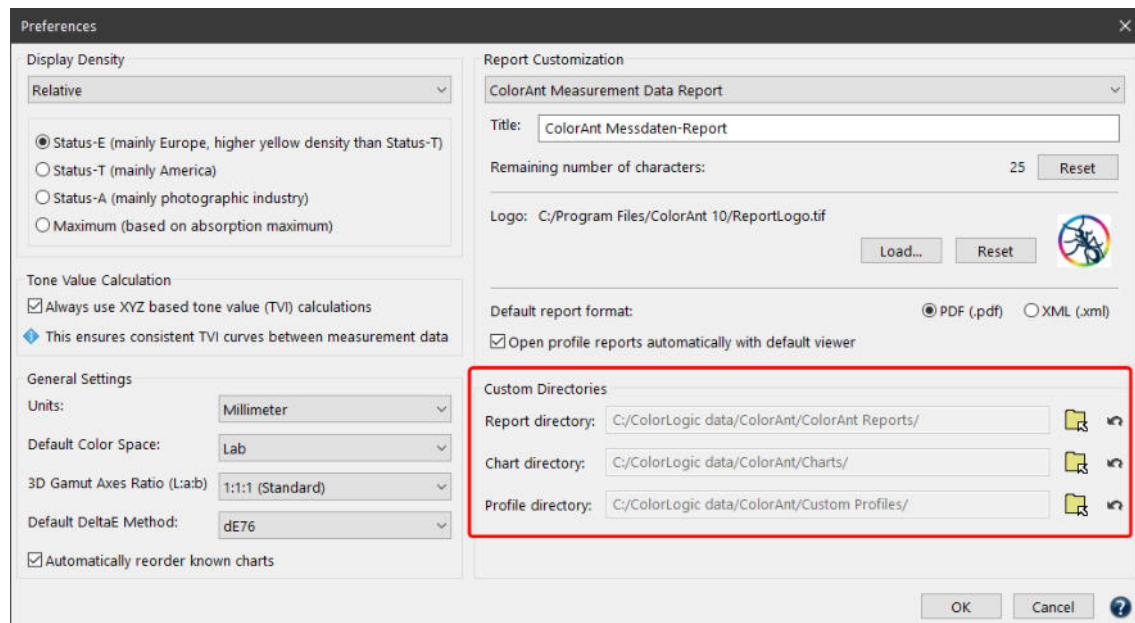 Preferences
Display Density
Relative
Status-E (mainly Europe, higher yellow density than Status-T)
Status-T (mainly America)
Status-A (mainly photographic industry)
Maximum (based on absorption maximum)
Tone Value Calculation
Always use XYZ based tone value (TVI) calculations
This ensures consistent TVI curves between measurement data
General Settings
Units: Millimeter
Default Color Space: Lab
3D Gamut Axes Ratio (L:a:b) 1:1:1 (Standard)
Default DeltaE Method: dE76
Automatically reorder known charts
Report Customization
ColorAnt Measurement Data Report
Title: ColorAnt Messdaten-Report
Remaining number of characters: 25 Reset
Logo: C:/Program Files/ColorAnt 10/ReportLogo.tif
Load... Reset
Default report format: PDF (.pdf) XML (.xml)
Open profile reports automatically with default viewer
Custom Directories
Report directory: C:/ColorLogic data/ColorAnt/ColorAnt Reports/
Chart directory: C:/ColorLogic data/ColorAnt/Charts/
Profile directory: C:/ColorLogic data/ColorAnt/Custom Profiles/
OK Cancel ?